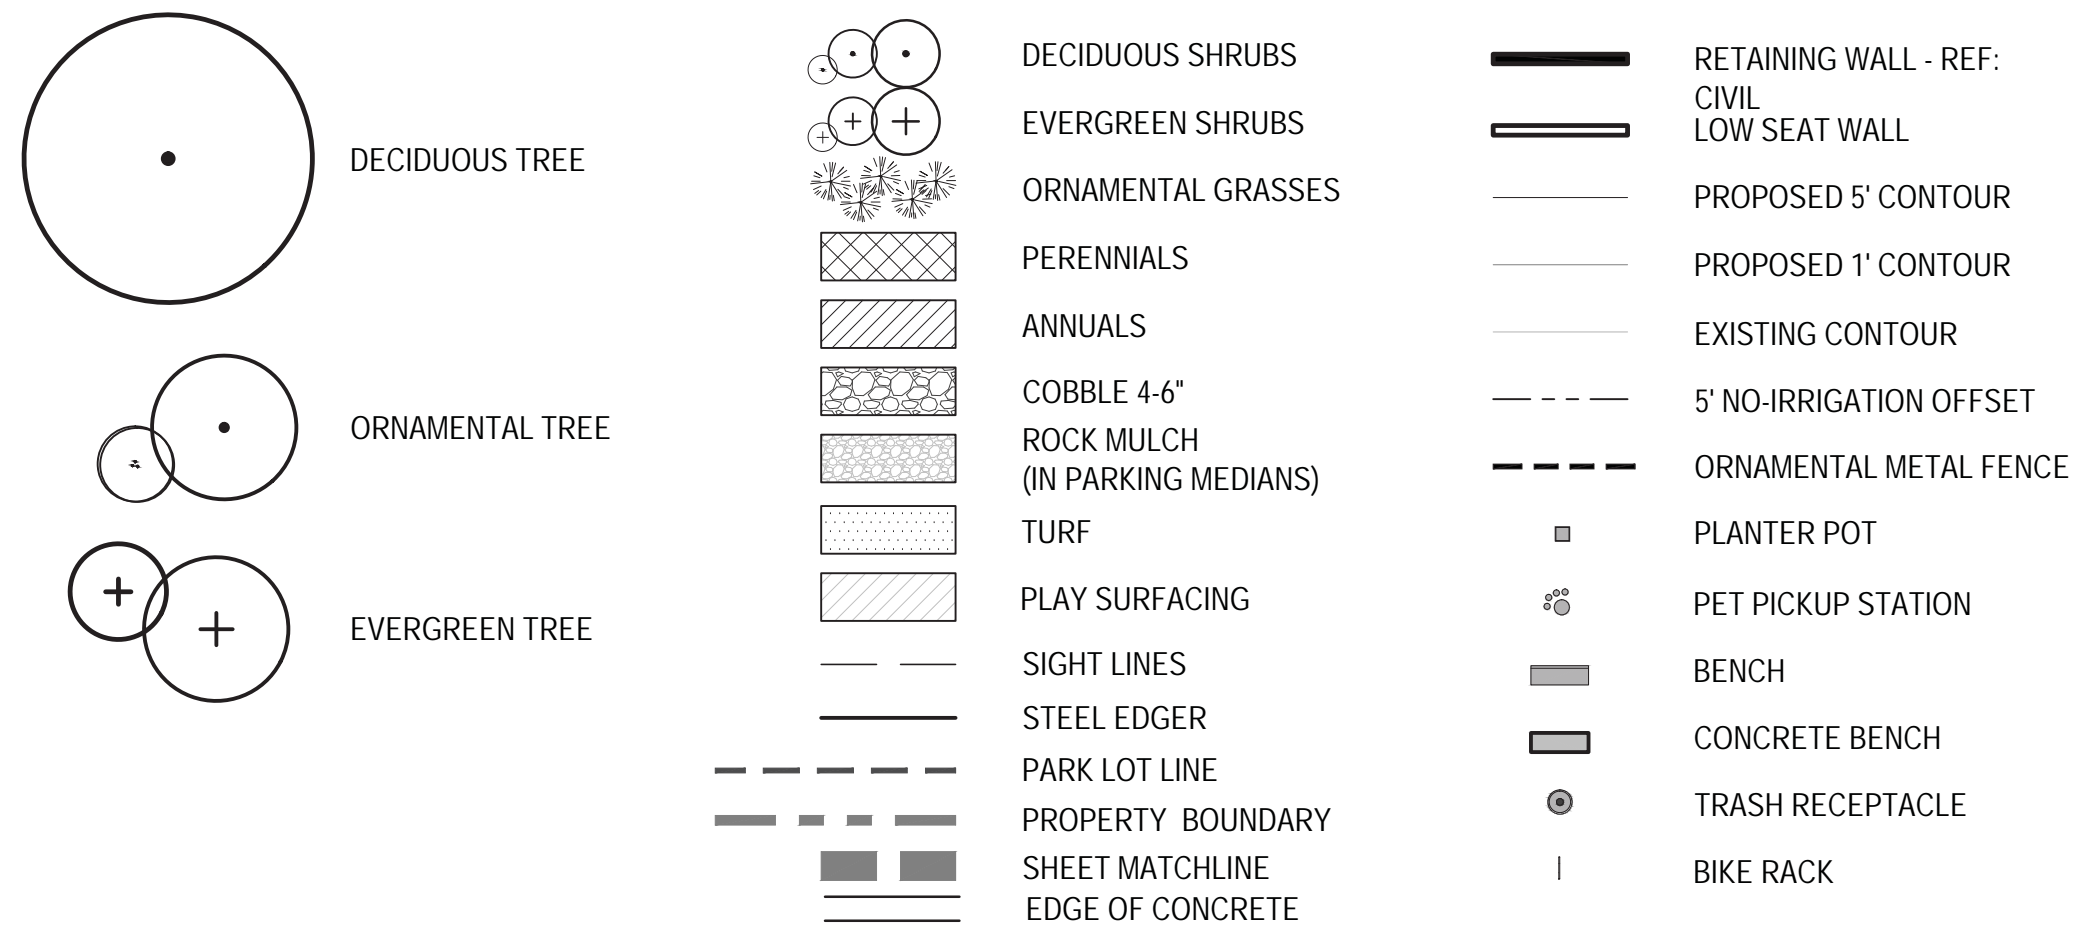 DECIDUOUS TREE
ORNAMENTAL TREE
EVERGREEN TREE
DECIDUOUS SHRUBS
EVERGREEN SHRUBS
ORNAMENTAL GRASSES
PERENNIALS
ANNUALS
COBBLE 4-6"
ROCK MULCH
(IN PARKING MEDIANS)
TURF
PLAY SURFACING
SIGHT LINES
STEEL EDGER
PARK LOT LINE
PROPERTY BOUNDARY
SHEET MATCHLINE
EDGE OF CONCRETE
RETAINING WALL - REF:
CIVIL
LOW SEAT WALL
PROPOSED 5' CONTOUR
PROPOSED 1' CONTOUR
EXISTING CONTOUR
5' NO-IRRIGATION OFFSET
ORNAMENTAL METAL FENCE
PLANTER POT
PET PICKUP STATION
BENCH
CONCRETE BENCH
TRASH RECEPTACLE
BIKE RACK